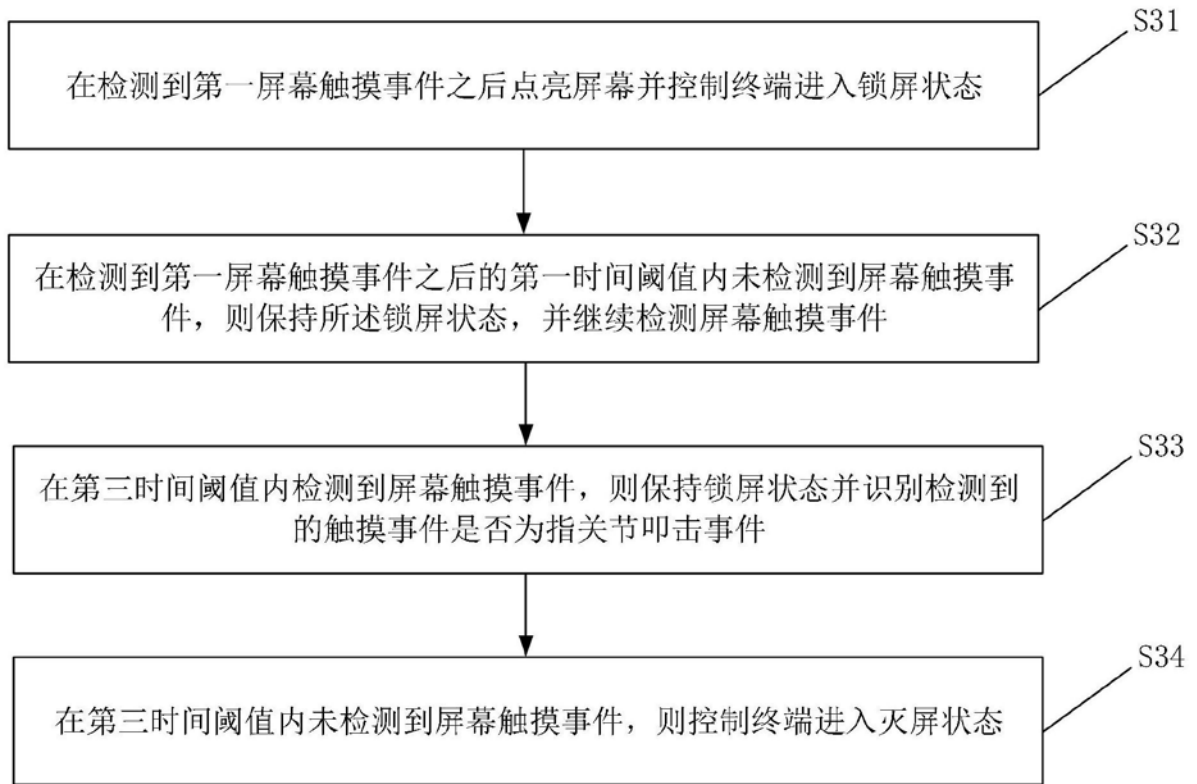 S31
在检测到第一屏幕触摸事件之后点亮屏幕并控制终端进入锁屏状态
S32
在检测到第一屏幕触摸事件之后的第一时间阈值内未检测到屏幕触摸事
件，则保持所述锁屏状态，并继续检测屏幕触摸事件
S33
在第三时间阈值内检测到屏幕触摸事件，则保持锁屏状态并识别检测到
的触摸事件是否为指关节叩击事件
S34
在第三时间阈值内未检测到屏幕触摸事件，则控制终端进入灭屏状态